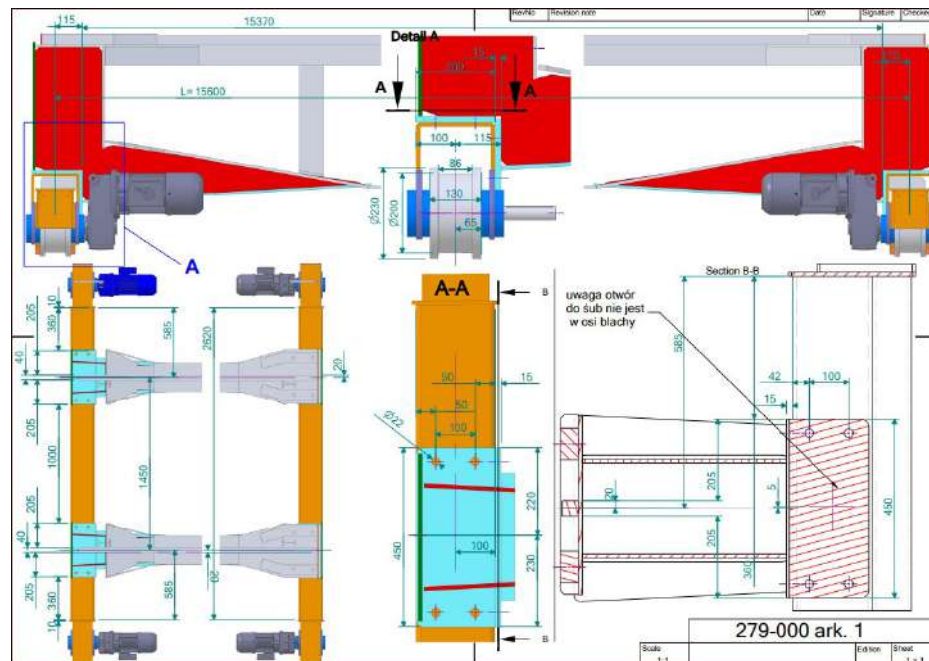 RevNo
Revision note
Date
Signature
Checked
115
15370
L= 15600
A
Detail A
15
200
A
A
100
115
86
130
65
Ø230
Ø200
10
205
360
40
205
1000
205
40
205
360
10
585
2620
1450
585
20
20
A-A
B
50
15
50
Ø22
100
220
450
100
230
B
Section B-B
uwaga otwór
do śub nie jest
w osi blachy
585
42
100
15
205
20
5
450
205
360
279-000 ark. 1
Scale
1:1
Edition
Sheet